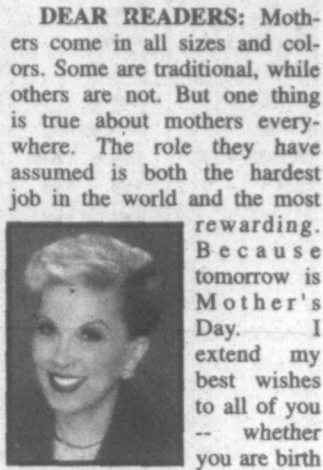 DEAR READERS: Moth-
ers come in all sizes and col-
ors. Some are traditional, while
others are not. But one thing
is true about mothers every-
where. The role they have
assumed is both the hardest
job in the world and the most
rewarding.
Because
tomorrow is
Mother's
Day. I
extend my
best wishes
to all of you
-- whether
you are birth